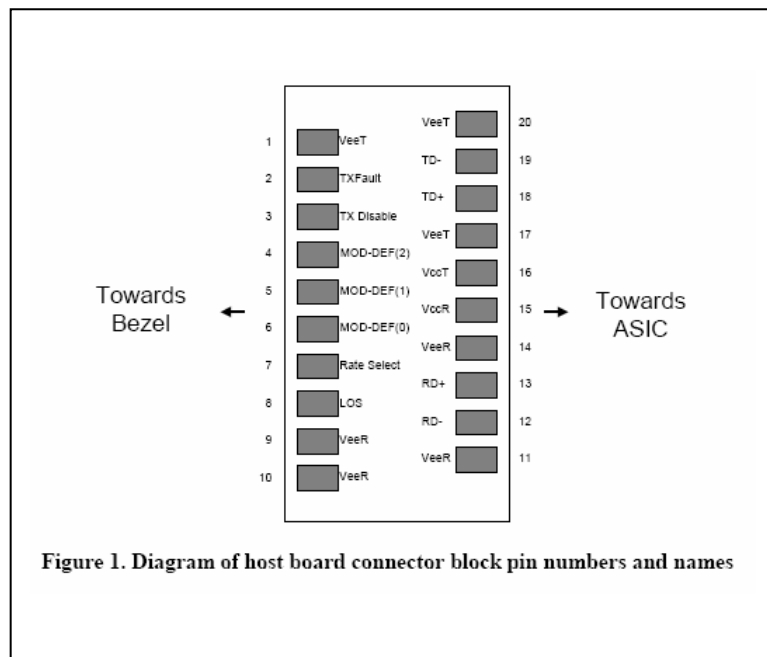 1 VeeT
2 TXFault
3 TX Disable
4 MOD-DEF(2)
5 MOD-DEF(1)
6 MOD-DEF(0)
7 Rate Select
8 LOS
9 VeeR
10 VeeR
VeeT 20
TD- 19
TD+ 18
VeeT 17
VccT 16
VccR 15
VeeR 14
RD+ 13
RD- 12
VeeR 11
Towards
Bezel
Towards
ASIC
Figure 1. Diagram of host board connector block pin numbers and names